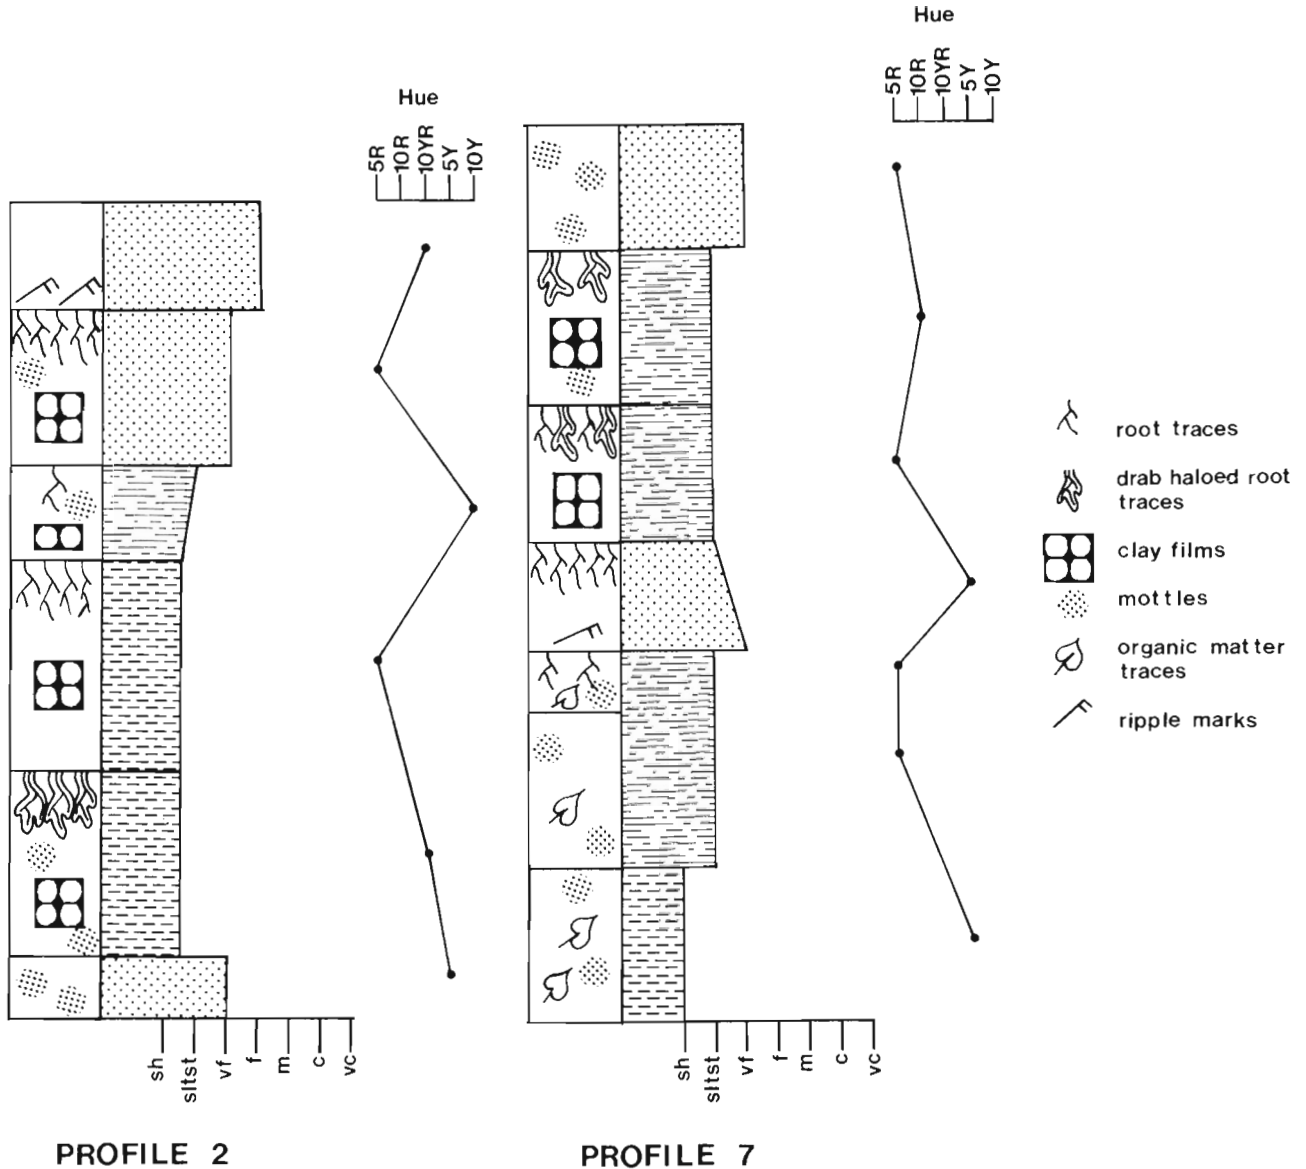 Hue
5R
10R
10YR
5Y
10Y
Hue
5R
10R
10YR
5Y
10Y
root traces
drab haloed root
traces
clay films
mottles
organic matter
traces
ripple marks
sh
sltst
vf
f
m
c
vc
sh
sltst
vf
f
m
c
vc
PROFILE 2
PROFILE 7